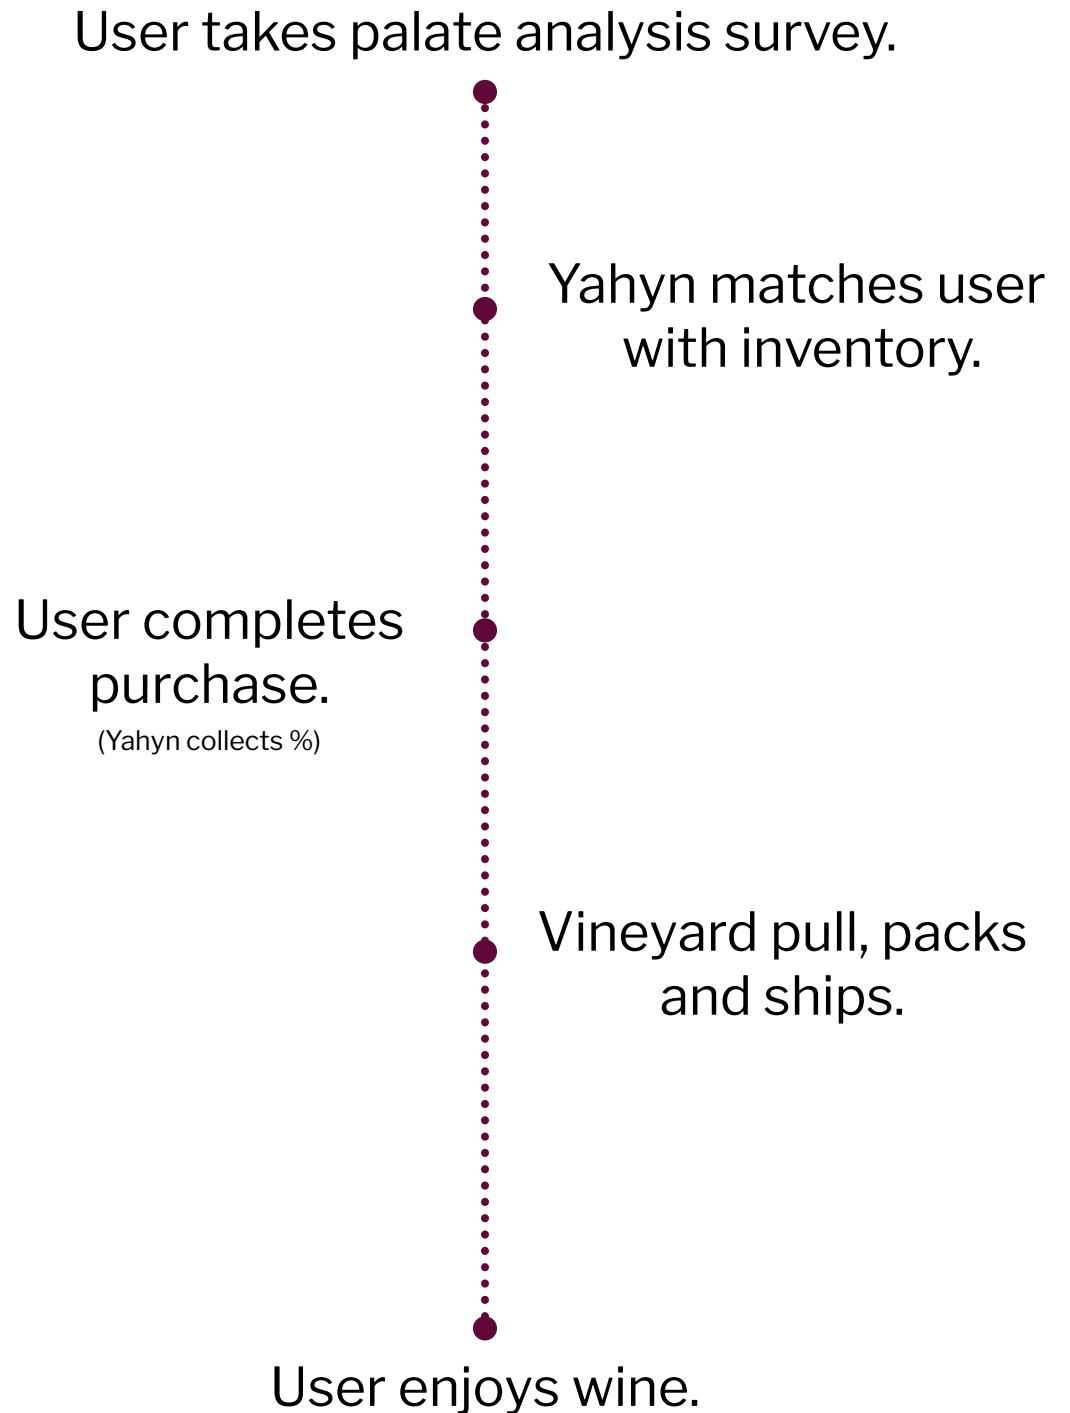 User takes palate analysis survey.
Yahyn matches user
with inventory.
User completes
purchase.
(Yahyn collects %)
Vineyard pull, packs
and ships.
User enjoys wine.